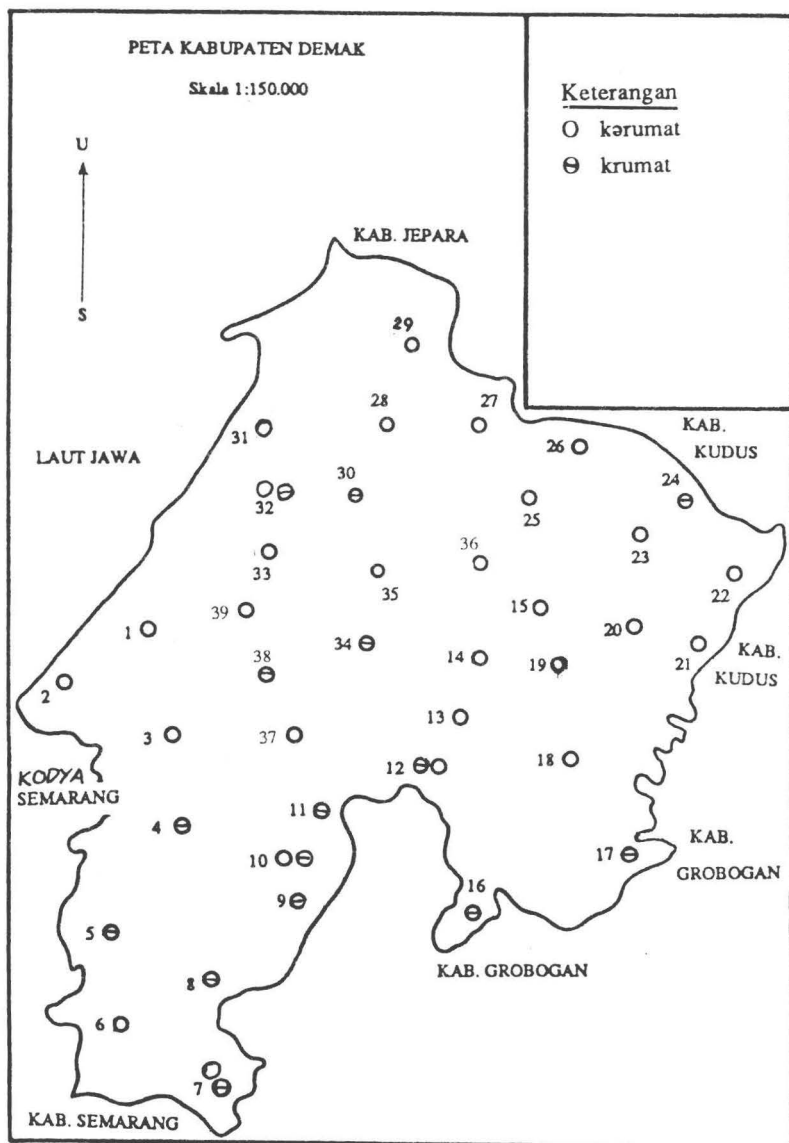 PETA KABUPATEN DEMAK
Skala 1:150.000
Keterangan
kərumat
krumat
U
S
KAB. JEPARA
29
28
27
31
26
KAB.
KUDUS
LAUT JAWA
30
24
32
25
36
23
33
35
22
39
15
1
20
34
38
14
19
21
KAB.
KUDUS
2
13
3
37
18
12
KODYA
SEMARANG
11
4
KAB.
GROBOGAN
17
10
16
9
5
KAB. GROBOGAN
8
6
7
KAB. SEMARANG